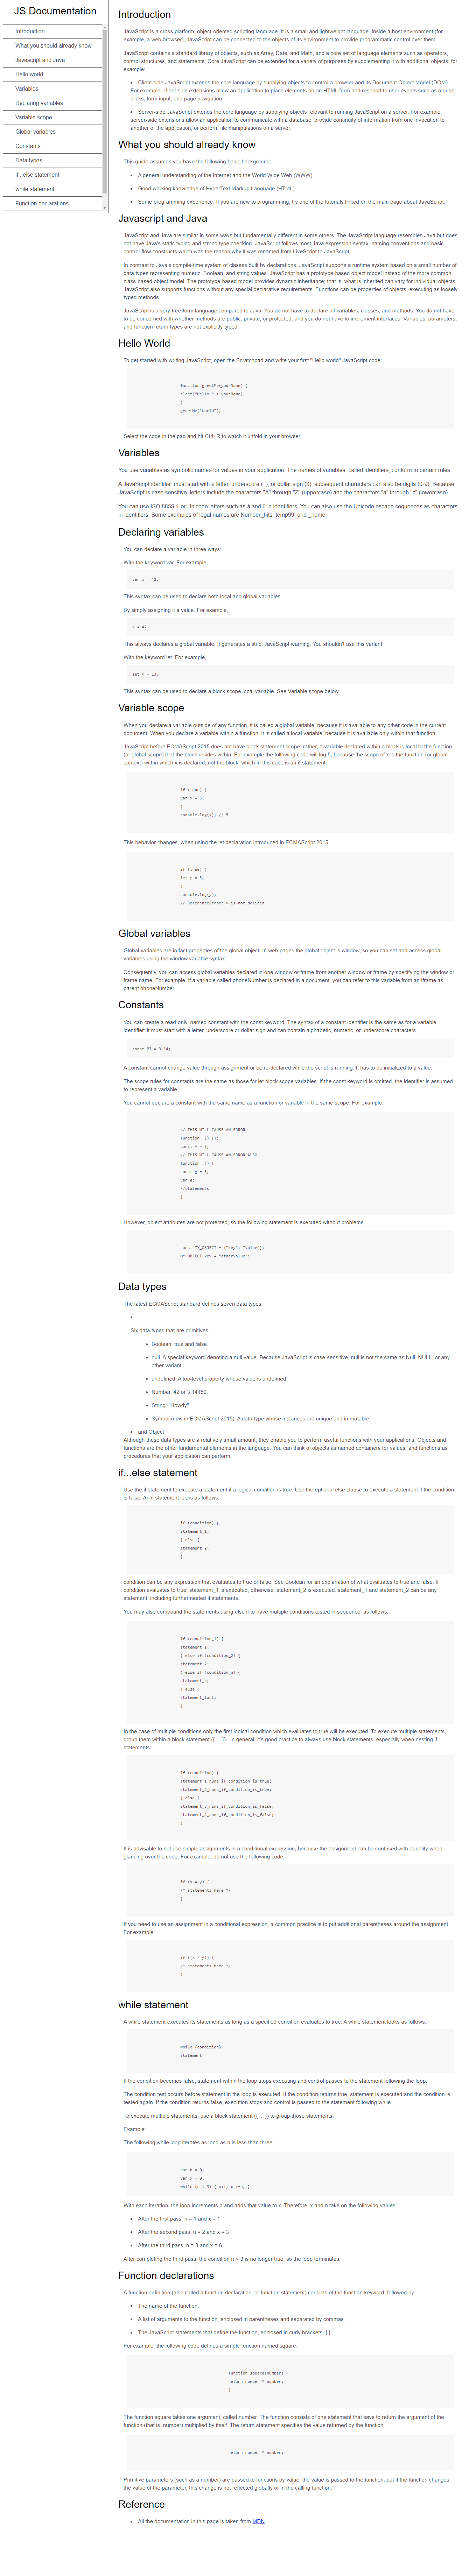 JS Documentation
Introduction
What you should already know
Javascript and Java
Hello world
Variables
Declaring variables
Variable scope
Global variables
Constants
Data types
if...else statement
while statement
Function declarations
Introduction
JavaScript is a cross-platform, object-oriented scripting language. It is a small and lightweight language. Inside a host environment (for
example, a web browser), JavaScript can be connected to the objects of its environment to provide programmatic control over them.
JavaScript contains a standard library of objects, such as Array, Date, and Math, and a core set of language elements such as operators,
control structures, and statements. Core JavaScript can be extended for a variety of purposes by supplementing it with additional objects; for
example:
• Client-side JavaScript extends the core language by supplying objects to control a browser and its Document Object Model (DOM).
For example, client-side extensions allow an application to place elements on an HTML form and respond to user events such as mouse
clicks, form input, and page navigation.
• Server-side JavaScript extends the core language by supplying objects relevant to running JavaScript on a server. For example,
server-side extensions allow an application to communicate with a database, provide continuity of information from one invocation to
another of the application, or perform file manipulations on a server.
What you should already know
This guide assumes you have the following basic background:
• A general understanding of the Internet and the World Wide Web (WWW).
• Good working knowledge of HyperText Markup Language (HTML).
• Some programming experience. If you are new to programming, try one of the tutorials linked on the main page about JavaScript.
Javascript and Java
JavaScript and Java are similar in some ways but fundamentally different in some others. The JavaScript language resembles Java but does
not have Java's static typing and strong type checking. JavaScript follows most Java expression syntax, naming conventions and basic
control-flow constructs which was the reason why it was renamed from LiveScript to JavaScript.
In contrast to Java's compile-time system of classes built by declarations, JavaScript supports a runtime system based on a small number of
data types representing numeric, Boolean, and string values. JavaScript has a prototype-based object model instead of the more common
class-based object model. The prototype-based model provides dynamic inheritance; that is, what is inherited can vary for individual objects.
JavaScript also supports functions without any special declarative requirements. Functions can be properties of objects, executing as loosely
typed methods.
JavaScript is a very free-form language compared to Java. You do not have to declare all variables, classes, and methods. You do not have
to be concerned with whether methods are public, private, or protected, and you do not have to implement interfaces. Variables, parameters,
and function return types are not explicitly typed.
Hello World
To get started with writing JavaScript, open the Scratchpad and write your first "Hello world" JavaScript code:
function greetMe(yourName) {
alert("Hello " + yourName);
}
greetMe("World");
Select the code in the pad and hit Ctrl+R to watch it unfold in your browser!
Variables
You use variables as symbolic names for values in your application. The names of variables, called identifiers, conform to certain rules.
A JavaScript identifier must start with a letter, underscore (_), or dollar sign ($); subsequent characters can also be digits (0-9). Because
JavaScript is case sensitive, letters include the characters "A" through "Z" (uppercase) and the characters "a" through "z" (lowercase).
You can use ISO 8859-1 or Unicode letters such as å and ü in identifiers. You can also use the Unicode escape sequences as characters
in identifiers. Some examples of legal names are Number_hits, temp99, and _name.
Declaring variables
You can declare a variable in three ways:
With the keyword var. For example,
var x = 42.
This syntax can be used to declare both local and global variables.
By simply assigning it a value. For example,
x = 42.
This always declares a global variable. It generates a strict JavaScript warning. You shouldn't use this variant.
With the keyword let. For example,
let y = 13.
This syntax can be used to declare a block scope local variable. See Variable scope below.
Variable scope
When you declare a variable outside of any function, it is called a global variable, because it is available to any other code in the current
document. When you declare a variable within a function, it is called a local variable, because it is available only within that function.
JavaScript before ECMAScript 2015 does not have block statement scope; rather, a variable declared within a block is local to the function
(or global scope) that the block resides within. For example the following code will log 5, because the scope of x is the function (or global
context) within which x is declared, not the block, which in this case is an if statement.
if (true) {
var x = 5;
}
console.log(x); // 5
This behavior changes, when using the let declaration introduced in ECMAScript 2015.
if (true) {
let y = 5;
}
console.log(y);
// ReferenceError: y is not defined
Global variables
Global variables are in fact properties of the global object. In web pages the global object is window, so you can set and access global
variables using the window.variable syntax.
Consequently, you can access global variables declared in one window or frame from another window or frame by specifying the window or
frame name. For example, if a variable called phoneNumber is declared in a document, you can refer to this variable from an iframe as
parent.phoneNumber.
Constants
You can create a read-only, named constant with the const keyword. The syntax of a constant identifier is the same as for a variable
identifier: it must start with a letter, underscore or dollar sign and can contain alphabetic, numeric, or underscore characters.
const PI = 3.14;
A constant cannot change value through assignment or be re-declared while the script is running. It has to be initialized to a value.
The scope rules for constants are the same as those for let block scope variables. If the const keyword is omitted, the identifier is assumed
to represent a variable.
You cannot declare a constant with the same name as a function or variable in the same scope. For example:
// THIS WILL CAUSE AN ERROR
function f() {};
const f = 5;
// THIS WILL CAUSE AN ERROR ALSO
function f() {
const g = 5;
var g;
//statements
}
However, object attributes are not protected, so the following statement is executed without problems.
const MY_OBJECT = {"key": "value"};
MY_OBJECT.key = "otherValue";
Data types
The latest ECMAScript standard defines seven data types:
•
Six data types that are primitives:
• Boolean. true and false.
• null. A special keyword denoting a null value. Because JavaScript is case-sensitive, null is not the same as Null, NULL, or any
other variant.
• undefined. A top-level property whose value is undefined.
• Number. 42 or 3.14159.
• String. "Howdy"
• Symbol (new in ECMAScript 2015). A data type whose instances are unique and immutable.
• and Object
Although these data types are a relatively small amount, they enable you to perform useful functions with your applications. Objects and
functions are the other fundamental elements in the language. You can think of objects as named containers for values, and functions as
procedures that your application can perform.
if...else statement
Use the if statement to execute a statement if a logical condition is true. Use the optional else clause to execute a statement if the condition
is false. An if statement looks as follows:
if (condition) {
statement_1;
} else {
statement_2;
}
condition can be any expression that evaluates to true or false. See Boolean for an explanation of what evaluates to true and false. If
condition evaluates to true, statement_1 is executed; otherwise, statement_2 is executed. statement_1 and statement_2 can be any
statement, including further nested if statements.
You may also compound the statements using else if to have multiple conditions tested in sequence, as follows:
if (condition_1) {
statement_1;
} else if (condition_2) {
statement_2;
} else if (condition_n) {
statement_n;
} else {
statement_last;
}
In the case of multiple conditions only the first logical condition which evaluates to true will be executed. To execute multiple statements,
group them within a block statement ({ ... }) . In general, it's good practice to always use block statements, especially when nesting if
statements:
if (condition) {
statement_1_runs_if_condition_is_true;
statement_2_runs_if_condition_is_true;
} else {
statement_3_runs_if_condition_is_false;
statement_4_runs_if_condition_is_false;
}
It is advisable to not use simple assignments in a conditional expression, because the assignment can be confused with equality when
glancing over the code. For example, do not use the following code:
if (x = y) {
/* statements here */
}
If you need to use an assignment in a conditional expression, a common practice is to put additional parentheses around the assignment.
For example:
if ((x = y)) {
/* statements here */
}
while statement
A while statement executes its statements as long as a specified condition evaluates to true. A while statement looks as follows:
while (condition)
statement
If the condition becomes false, statement within the loop stops executing and control passes to the statement following the loop.
The condition test occurs before statement in the loop is executed. If the condition returns true, statement is executed and the condition is
tested again. If the condition returns false, execution stops and control is passed to the statement following while.
To execute multiple statements, use a block statement ({ ... }) to group those statements.
Example:
The following while loop iterates as long as n is less than three:
var n = 0;
var x = 0;
while (n < 3) { n++; x +=n; }
With each iteration, the loop increments n and adds that value to x. Therefore, x and n take on the following values:
• After the first pass: n = 1 and x = 1
• After the second pass: n = 2 and x = 3
• After the third pass: n = 3 and x = 6
After completing the third pass, the condition n < 3 is no longer true, so the loop terminates.
Function declarations
A function definition (also called a function declaration, or function statement) consists of the function keyword, followed by:
• The name of the function.
• A list of arguments to the function, enclosed in parentheses and separated by commas.
• The JavaScript statements that define the function, enclosed in curly brackets, { }.
For example, the following code defines a simple function named square:
function square(number) {
return number * number;
}
The function square takes one argument, called number. The function consists of one statement that says to return the argument of the
function (that is, number) multiplied by itself. The return statement specifies the value returned by the function.
return number * number;
Primitive parameters (such as a number) are passed to functions by value; the value is passed to the function, but if the function changes
the value of the parameter, this change is not reflected globally or in the calling function.
Reference
• All the documentation in this page is taken from MDN